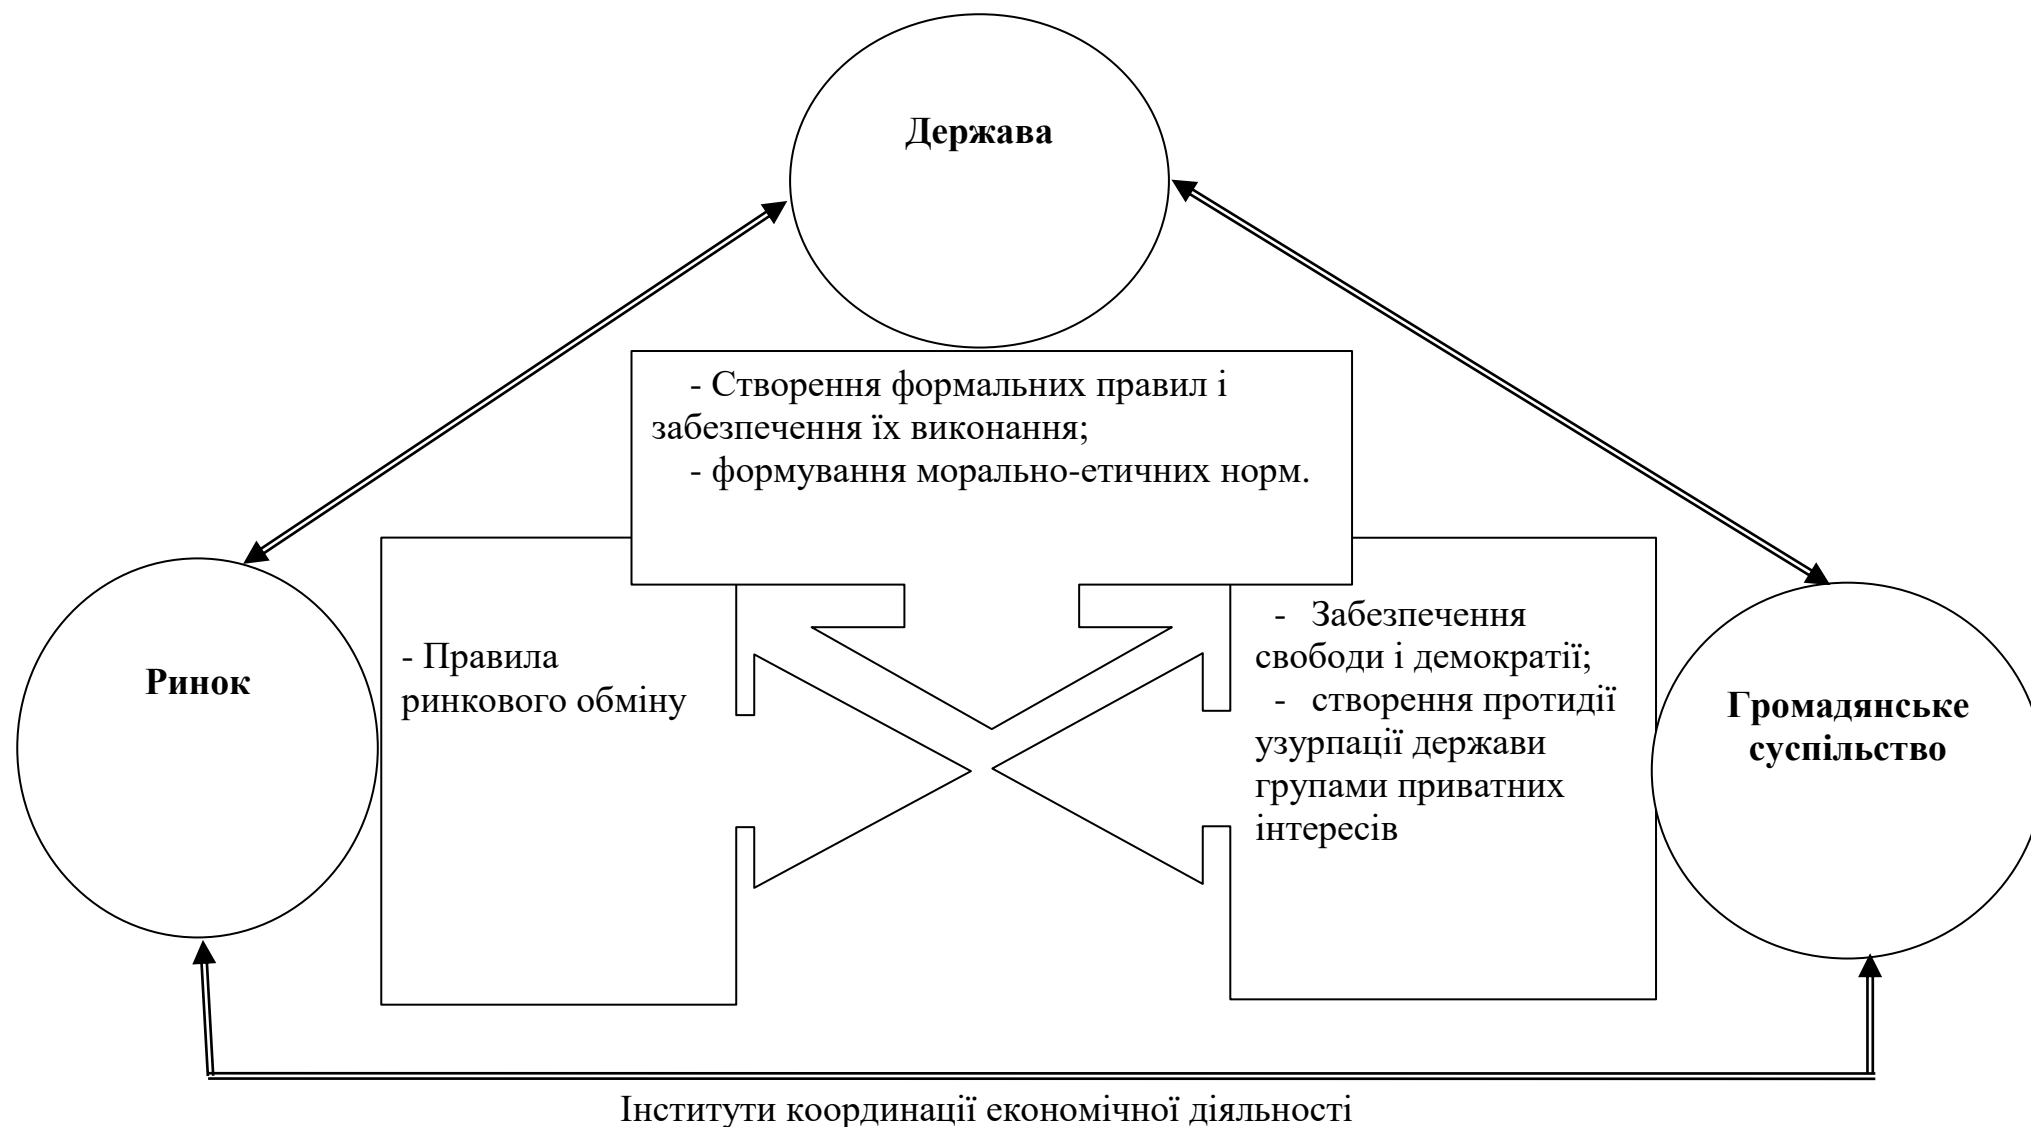 Держава
- Створення формальних правил і
забезпечення їх виконання;
- формування морально-етичних норм.
Ринок
- Правила
ринкового обміну
- Забезпечення
свободи і демократії;
- створення протидії
узурпації держави
групами приватних
інтересів
Громадянське
суспільство
Інститути координації економічної діяльності